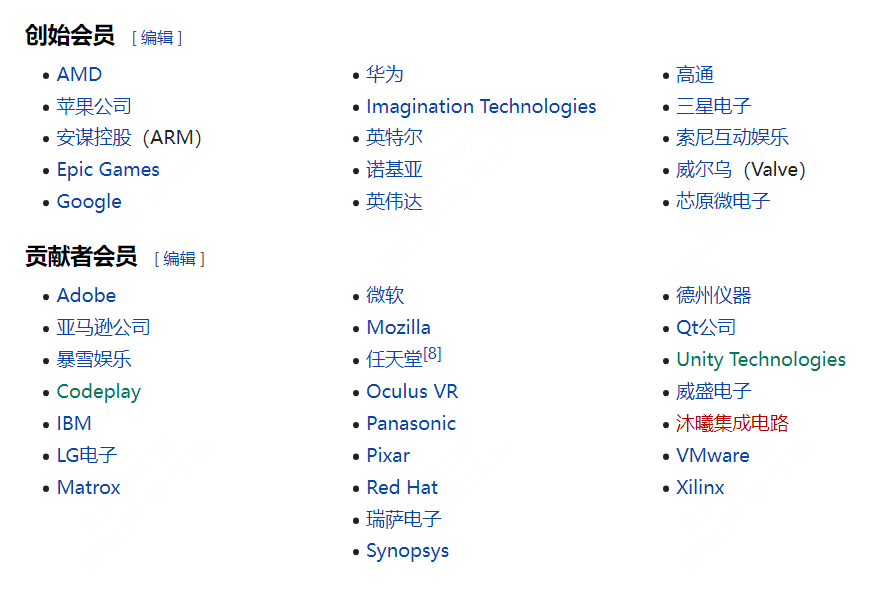 创始会员 [ 编辑 ]
AMD
苹果公司
安谋控股（ARM）
Epic Games
Google
华为
Imagination Technologies
英特尔
诺基亚
英伟达
高通
三星电子
索尼互动娱乐
威尔乌（Valve）
芯原微电子
贡献者会员 [ 编辑 ]
Adobe
亚马逊公司
暴雪娱乐
Codeplay
IBM
LG电子
Matrox
微软
Mozilla
任天堂[8]
Oculus VR
Panasonic
Pixar
Red Hat
瑞萨电子
Synopsys
德州仪器
Qt公司
Unity Technologies
威盛电子
沐曦集成电路
VMware
Xilinx